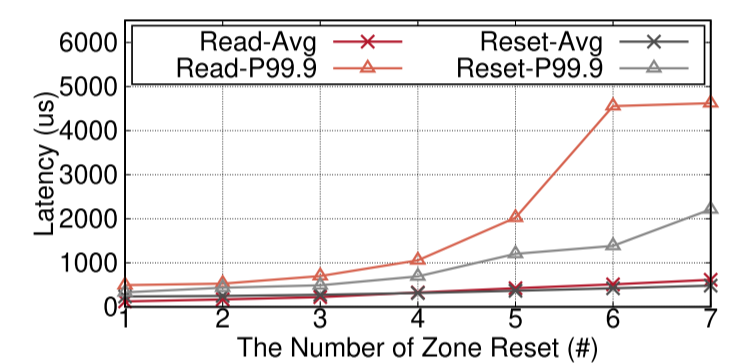 Read-Avg Reset-Avg
Read-P99.9 Reset-P99.9
6000
5000
4000
3000
2000
1000
0
Latency (us)
1 2 3 4 5 6 7
The Number of Zone Reset (#)